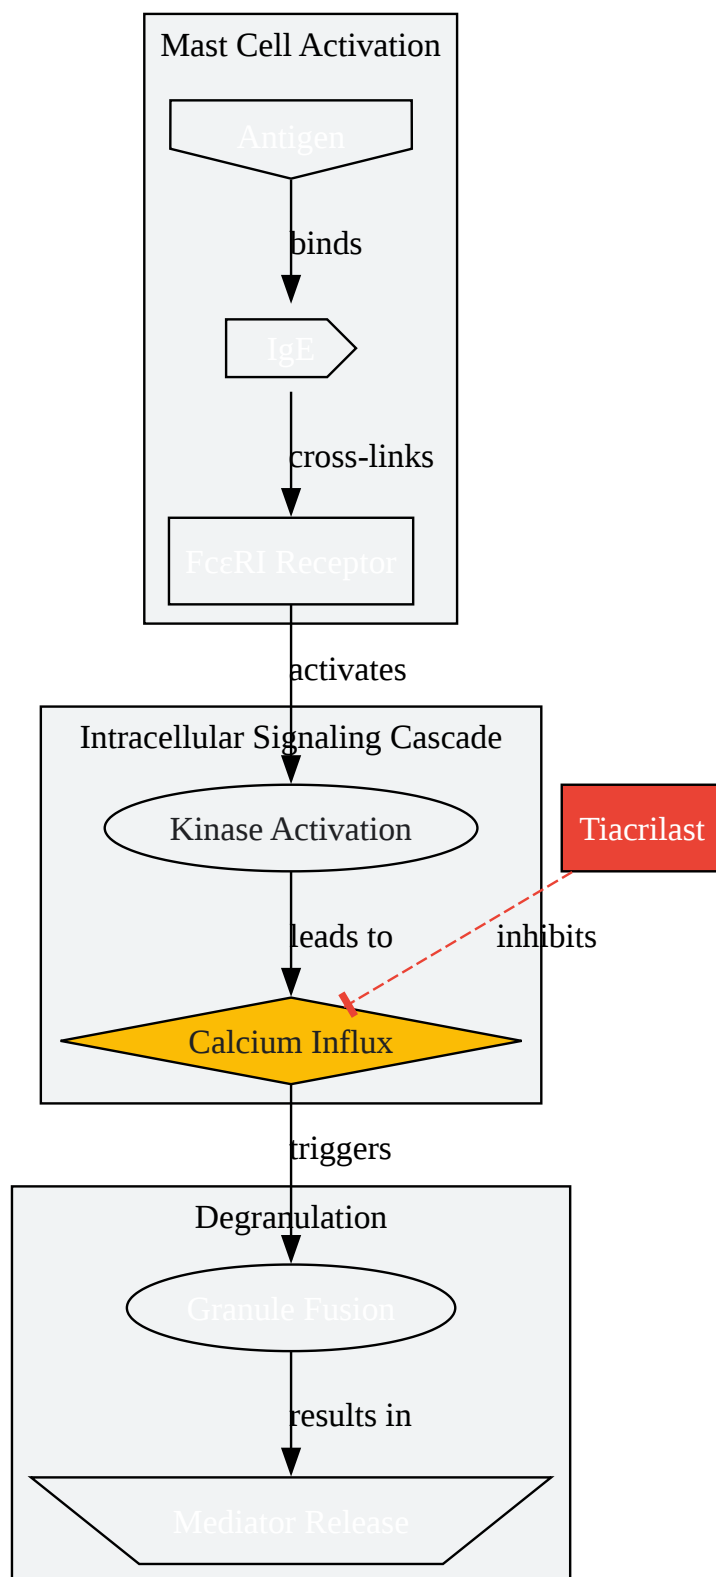 Mast Cell Activation
Antigen
binds
IgE
cross-links
FcεRI Receptor
activates
Intracellular Signaling Cascade
Kinase Activation
Tiacrilast
leads to
inhibits
Calcium Influx
triggers
Degranulation
Granule Fusion
results in
Mediator Release